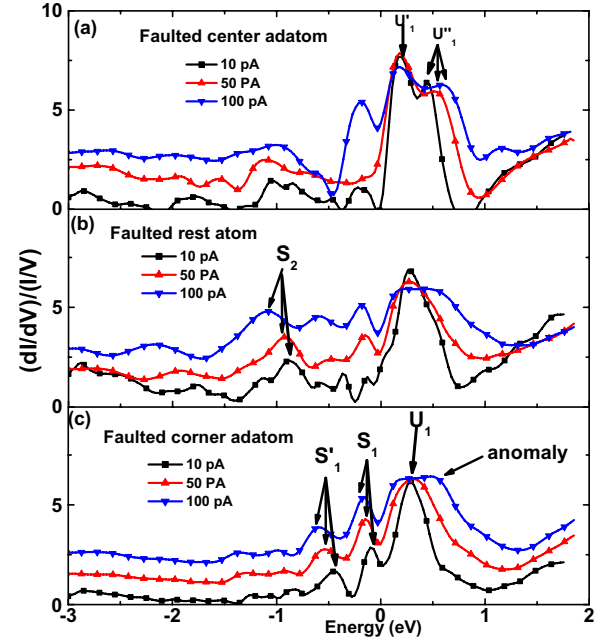 (a)
Faulted center adatom
10 pA
50 PA
100 pA
U'1
U''1
10
5
0
(b)
Faulted rest atom
10 pA
50 PA
100 pA
S2
5
0
(dI/dV)/(I/V)
(c)
Faulted corner adatom
10 pA
50 PA
100 pA
S'1
S1
U1
anomaly
5
0
-3 -2 -1 0 1 2
Energy (eV)